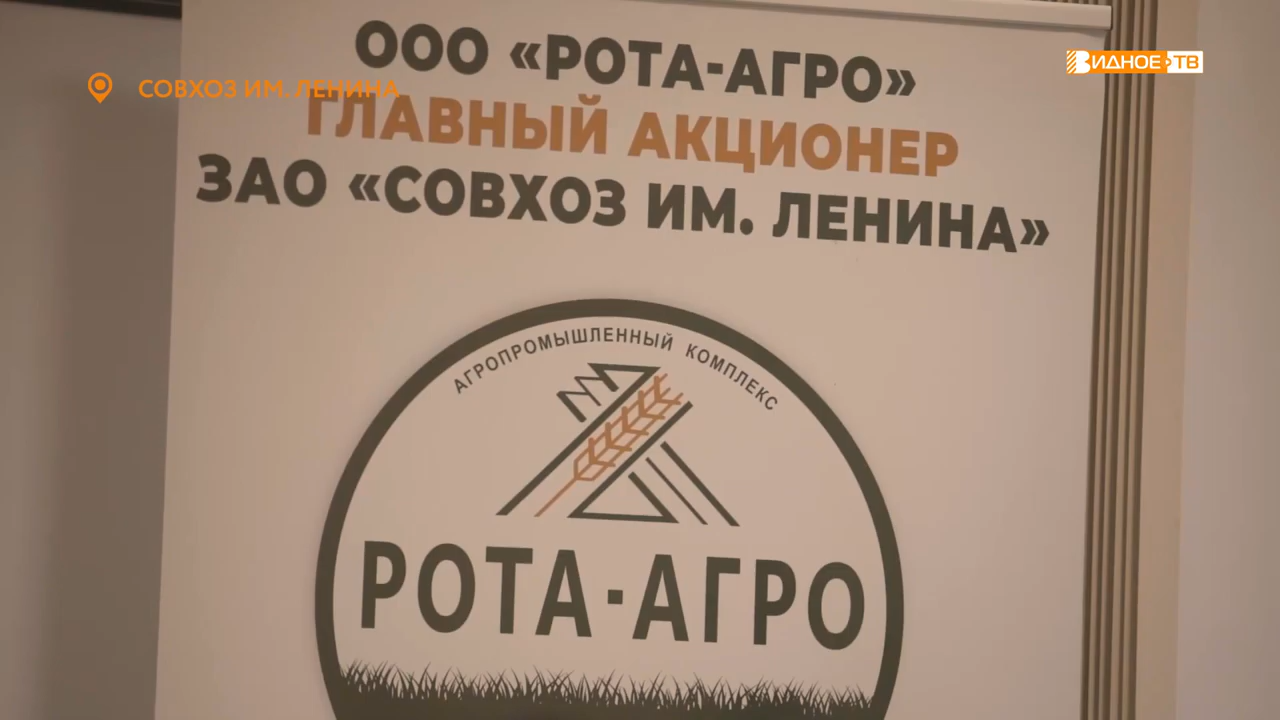 ООО «РОТА-АГРО»
ВИДНОЕ ТВ
СОВХОЗ ИМ. ЛЕНИНА
ГЛАВНЫЙ АКЦИОНЕР
ЗАО «СОВХОЗ ИМ. ЛЕНИНА»
АГРОПРОМЫШЛЕННЫЙ КОМПЛЕКС
РОТА-АГРО